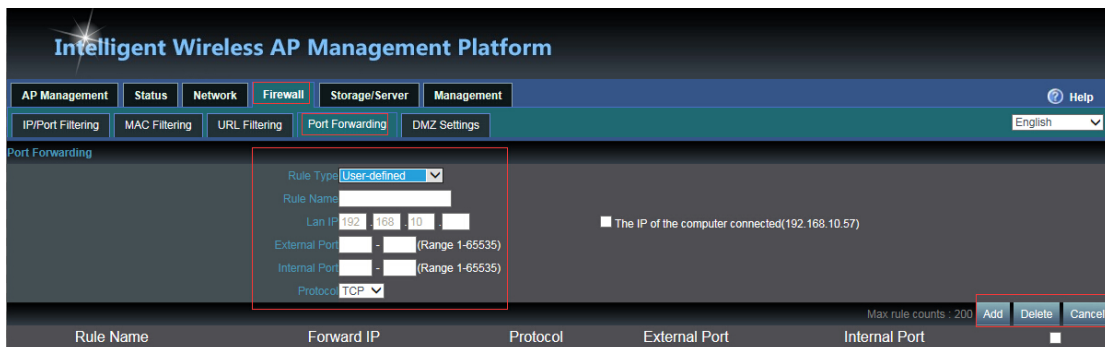 Intelligent Wireless AP Management Platform
AP Management Status Network Firewall Storage/Server Management Help
IP/Port Filtering MAC Filtering URL Filtering Port Forwarding DMZ Settings English
Port Forwarding
Rule Type User-defined
Rule Name
Lan IP 192 .168 .10 . The IP of the computer connected(192.168.10.57)
External Port - (Range 1-65535)
Internal Port - (Range 1-65535)
Protocol TCP
Max rule counts : 200 Add Delete Cancel
Rule Name Forward IP Protocol External Port Internal Port